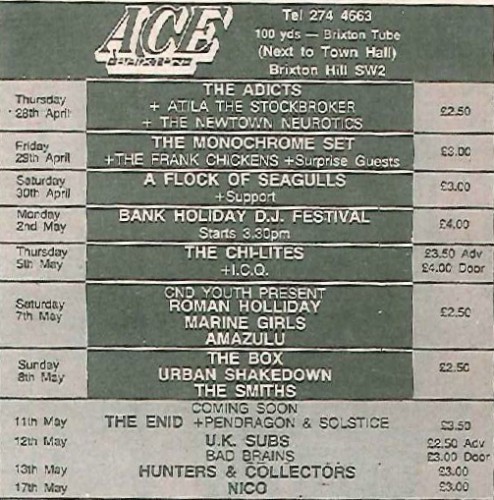 ACE
BRIXTON
Tel 274 4663
100 yds — Brixton Tube
(Next to Town Hall)
Brixton Hill SW2
Thursday
28th April
THE ADICTS
+ ATILA THE STOCKBROKER
+ THE NEWTOWN NEUROTICS
£2.50
Friday
29th April
THE MONOCHROME SET
+THE FRANK CHICKENS +Surprise Guests
£3.00
Saturday
30th April
A FLOCK OF SEAGULLS
+Support
£3.00
Monday
2nd May
BANK HOLIDAY D.J. FESTIVAL
Starts 3.30pm
£4.00
Thursday
5th May
THE CHI-LITES
+I.C.Q.
£3.50 Adv
£4.00 Door
Saturday
7th May
CND YOUTH PRESENT
ROMAN HOLLIDAY
MARINE GIRLS
AMAZULU
£2.50
Sunday
8th May
THE BOX
URBAN SHAKEDOWN
THE SMITHS
£2.50
COMING SOON
11th May THE ENID +PENDRAGON & SOLSTICE £3.50
12th May U.K. SUBS £2.50 Adv
BAD BRAINS £3.00 Door
13th May HUNTERS & COLLECTORS £3.00
17th May NICO £3.00